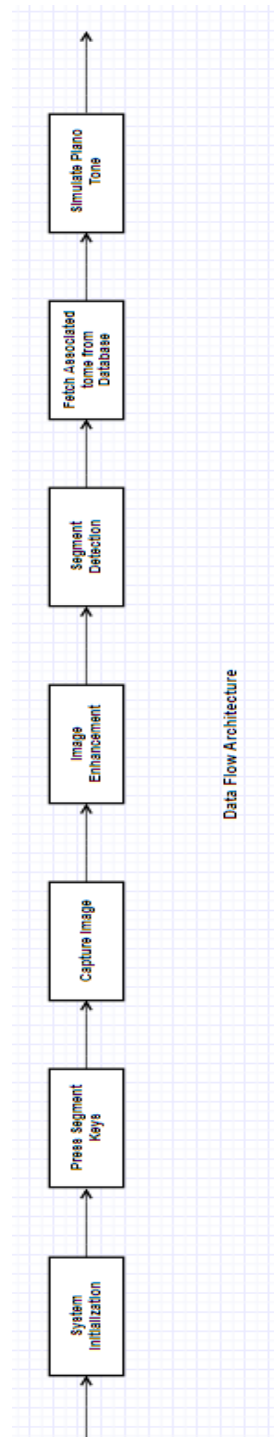 System
Initialization
Press Segment
Keys
Capture Image
Image
Enhancement
Segment
Detection
Fetch Associated
tome from
Database
Simulate Piano
Tone
Data Flow Architecture